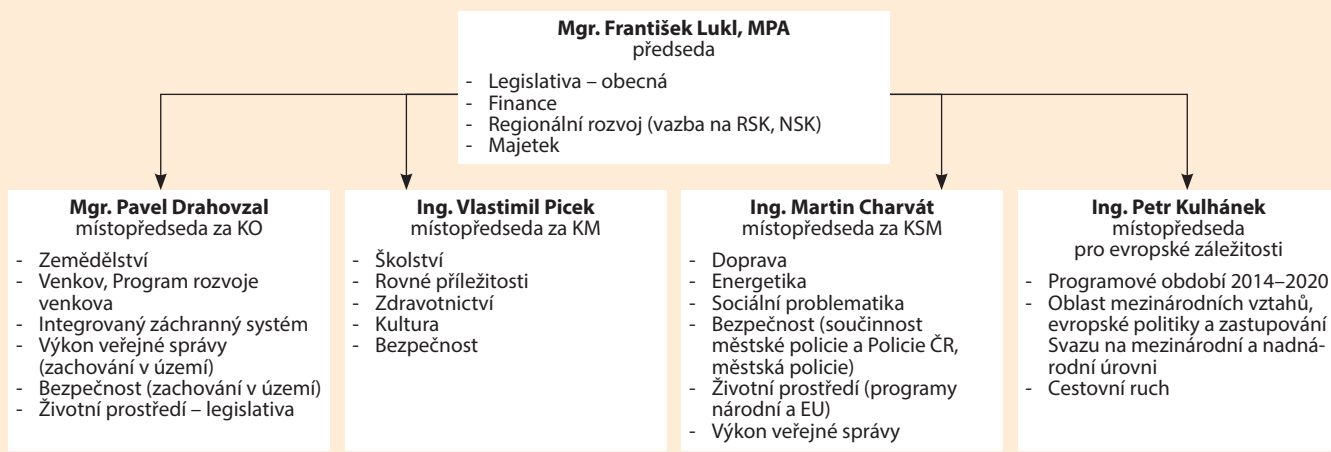 Mgr. František Lukl, MPA
předseda
- Legislativa – obecná
- Finance
- Regionální rozvoj (vazba na RSK, NSK)
- Majetek
Mgr. Pavel Drahovzal
místopředseda za KO
- Zemědělství
- Venkov, Program rozvoje
venkova
- Integrovaný záchranný systém
- Výkon veřejné správy
(zachování v území)
- Bezpečnost (zachování v území)
- Životní prostředí – legislativa
Ing. Vlastimil Picek
místopředseda za KM
- Školství
- Rovné příležitosti
- Zdravotnictví
- Kultura
- Bezpečnost
Ing. Martin Charvát
místopředseda za KSM
- Doprava
- Energetika
- Sociální problematika
- Bezpečnost (součinnost
městské policie a Policie ČR,
městská policie)
- Životní prostředí (programy
národní a EU)
- Výkon veřejné správy
Ing. Petr Kulhánek
místopředseda
pro evropské záležitosti
- Programové období 2014–2020
- Oblast mezinárodních vztahů,
evropské politiky a zastupování
Svazu na mezinárodní a nadná-
rodní úrovni
- Cestovní ruch